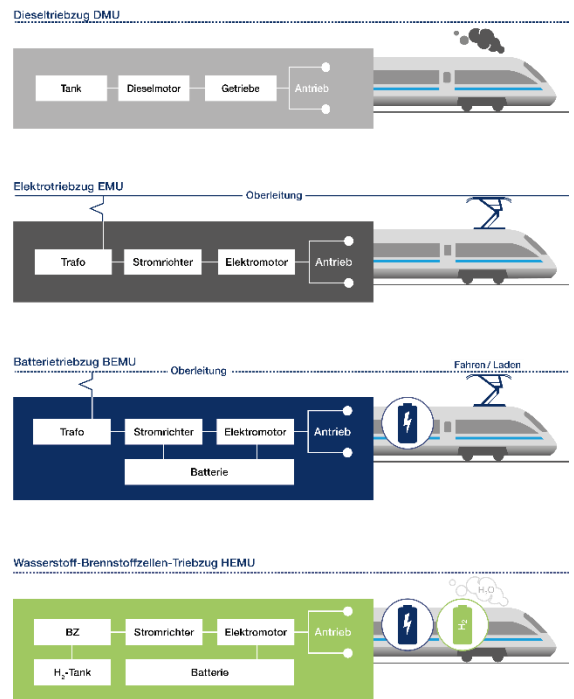 Dieseltriebzug DMU
Tank
Dieselmotor
Getriebe
Antrieb
Elektrotriebzug EMU
Oberleitung
Trafo
Stromrichter
Elektromotor
Antrieb
Batterietriebzug BEMU
Oberleitung
Fahren / Laden
Trafo
Stromrichter
Elektromotor
Antrieb
Batterie
Wasserstoff-Brennstoffzellen-Triebzug HEMU
H₂O
BZ
Stromrichter
Elektromotor
Antrieb
H₂
H₂-Tank
Batterie